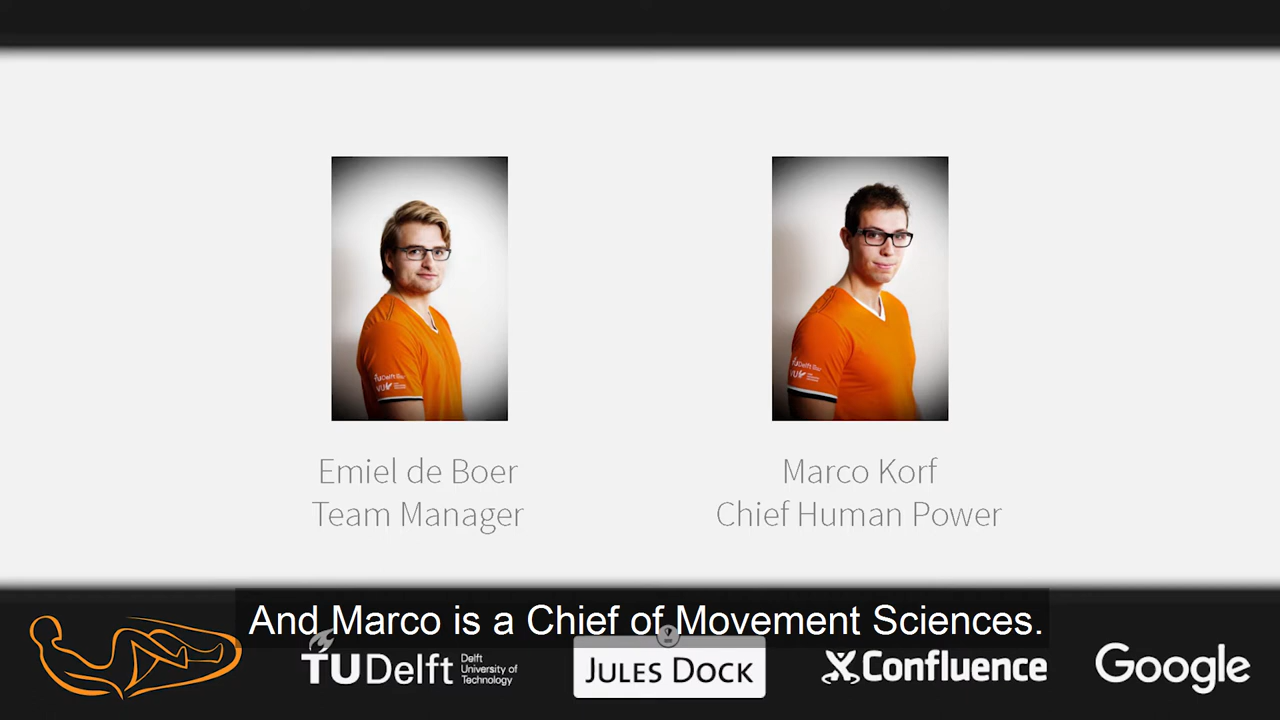 Emiel de Boer
Team Manager
Marco Korf
Chief Human Power
And Marco is a Chief of Movement Sciences.
TU Delft
Delft
University of
Technology
JULES DOCK
Confluence
Google